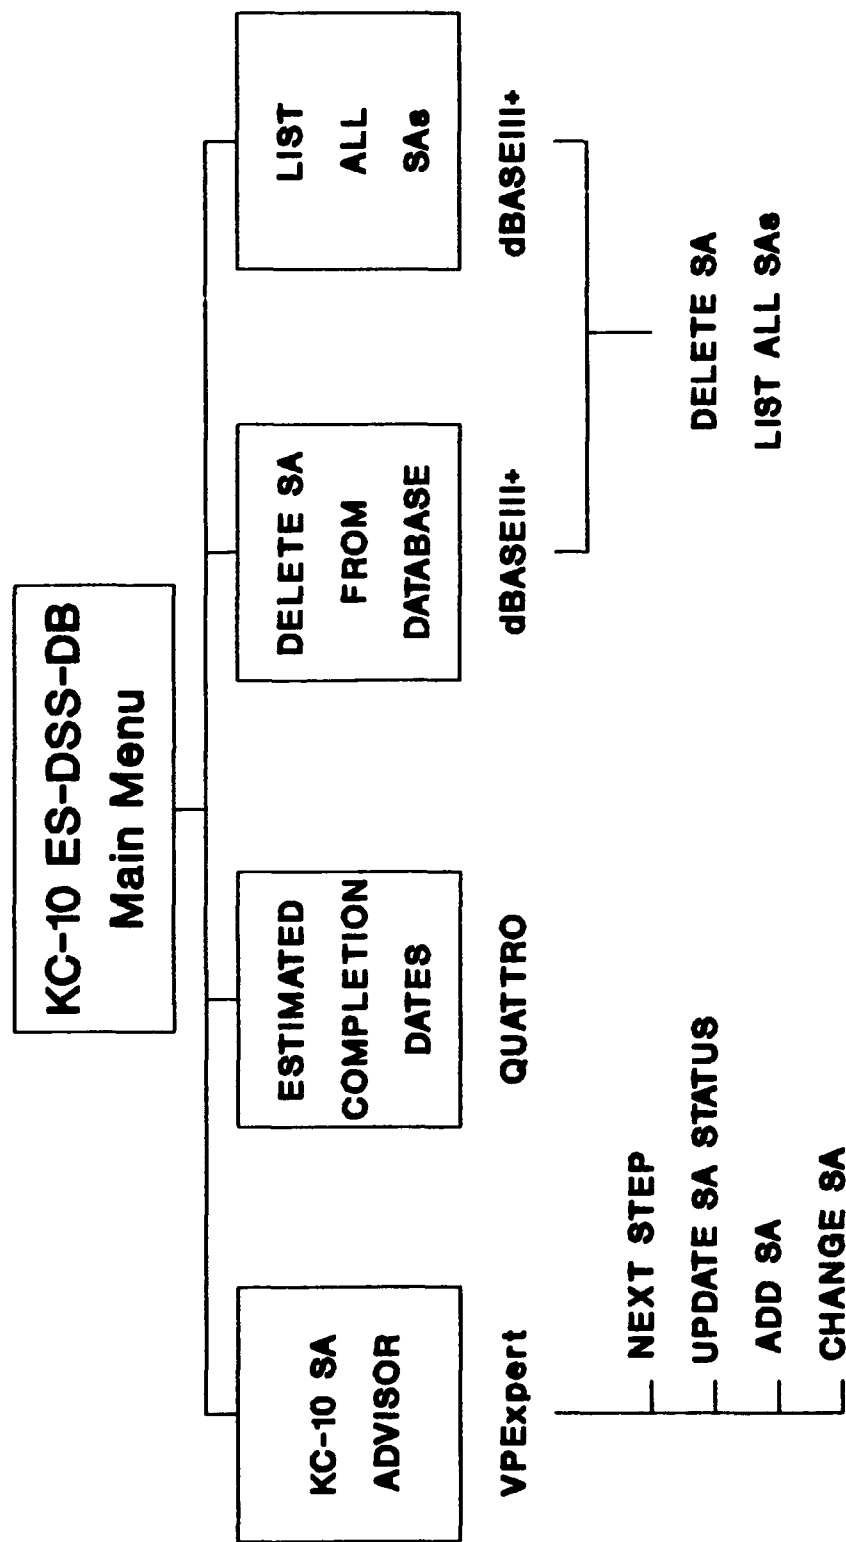 KC-10 ES-DSS-DB
Main Menu
KC-10 SA
ADVISOR
VPExpert
NEXT STEP
UPDATE SA STATUS
ADD SA
CHANGE SA
ESTIMATED
COMPLETION
DATES
QUATTRO
DELETE SA
FROM
DATABASE
dBASEIII+
LIST
ALL
SAs
dBASEIII+
DELETE SA
LIST ALL SAs